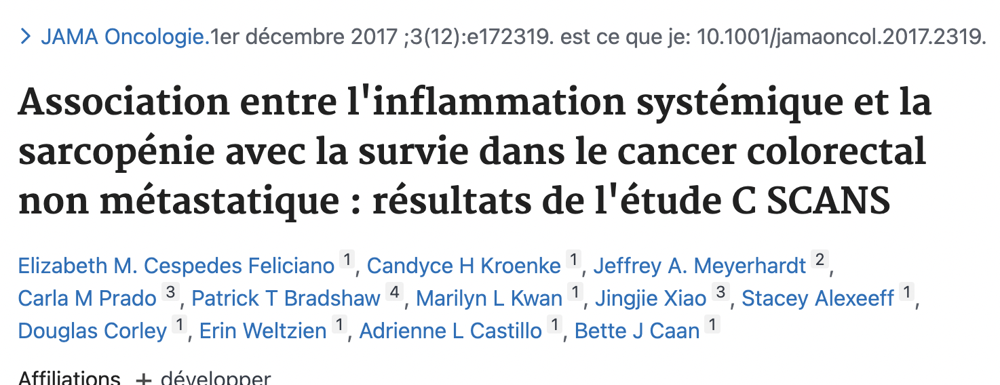 > JAMA Oncologie.1er décembre 2017 ;3(12):e172319. est ce que je: 10.1001/jamaoncol.2017.2319.
Association entre l'inflammation systémique et la
sarcopénie avec la survie dans le cancer colorectal
non métastatique : résultats de l'étude C SCANS
Elizabeth M. Cespedes Feliciano 1, Candyce H Kroenke 1, Jeffrey A. Meyerhardt 2,
Carla M Prado 3, Patrick T Bradshaw 4, Marilyn L Kwan 1, Jingjie Xiao 3, Stacey Alexeeff 1,
Douglas Corley 1, Erin Weltzien 1, Adrienne L Castillo 1, Bette J Caan 1
Affiliations + développer